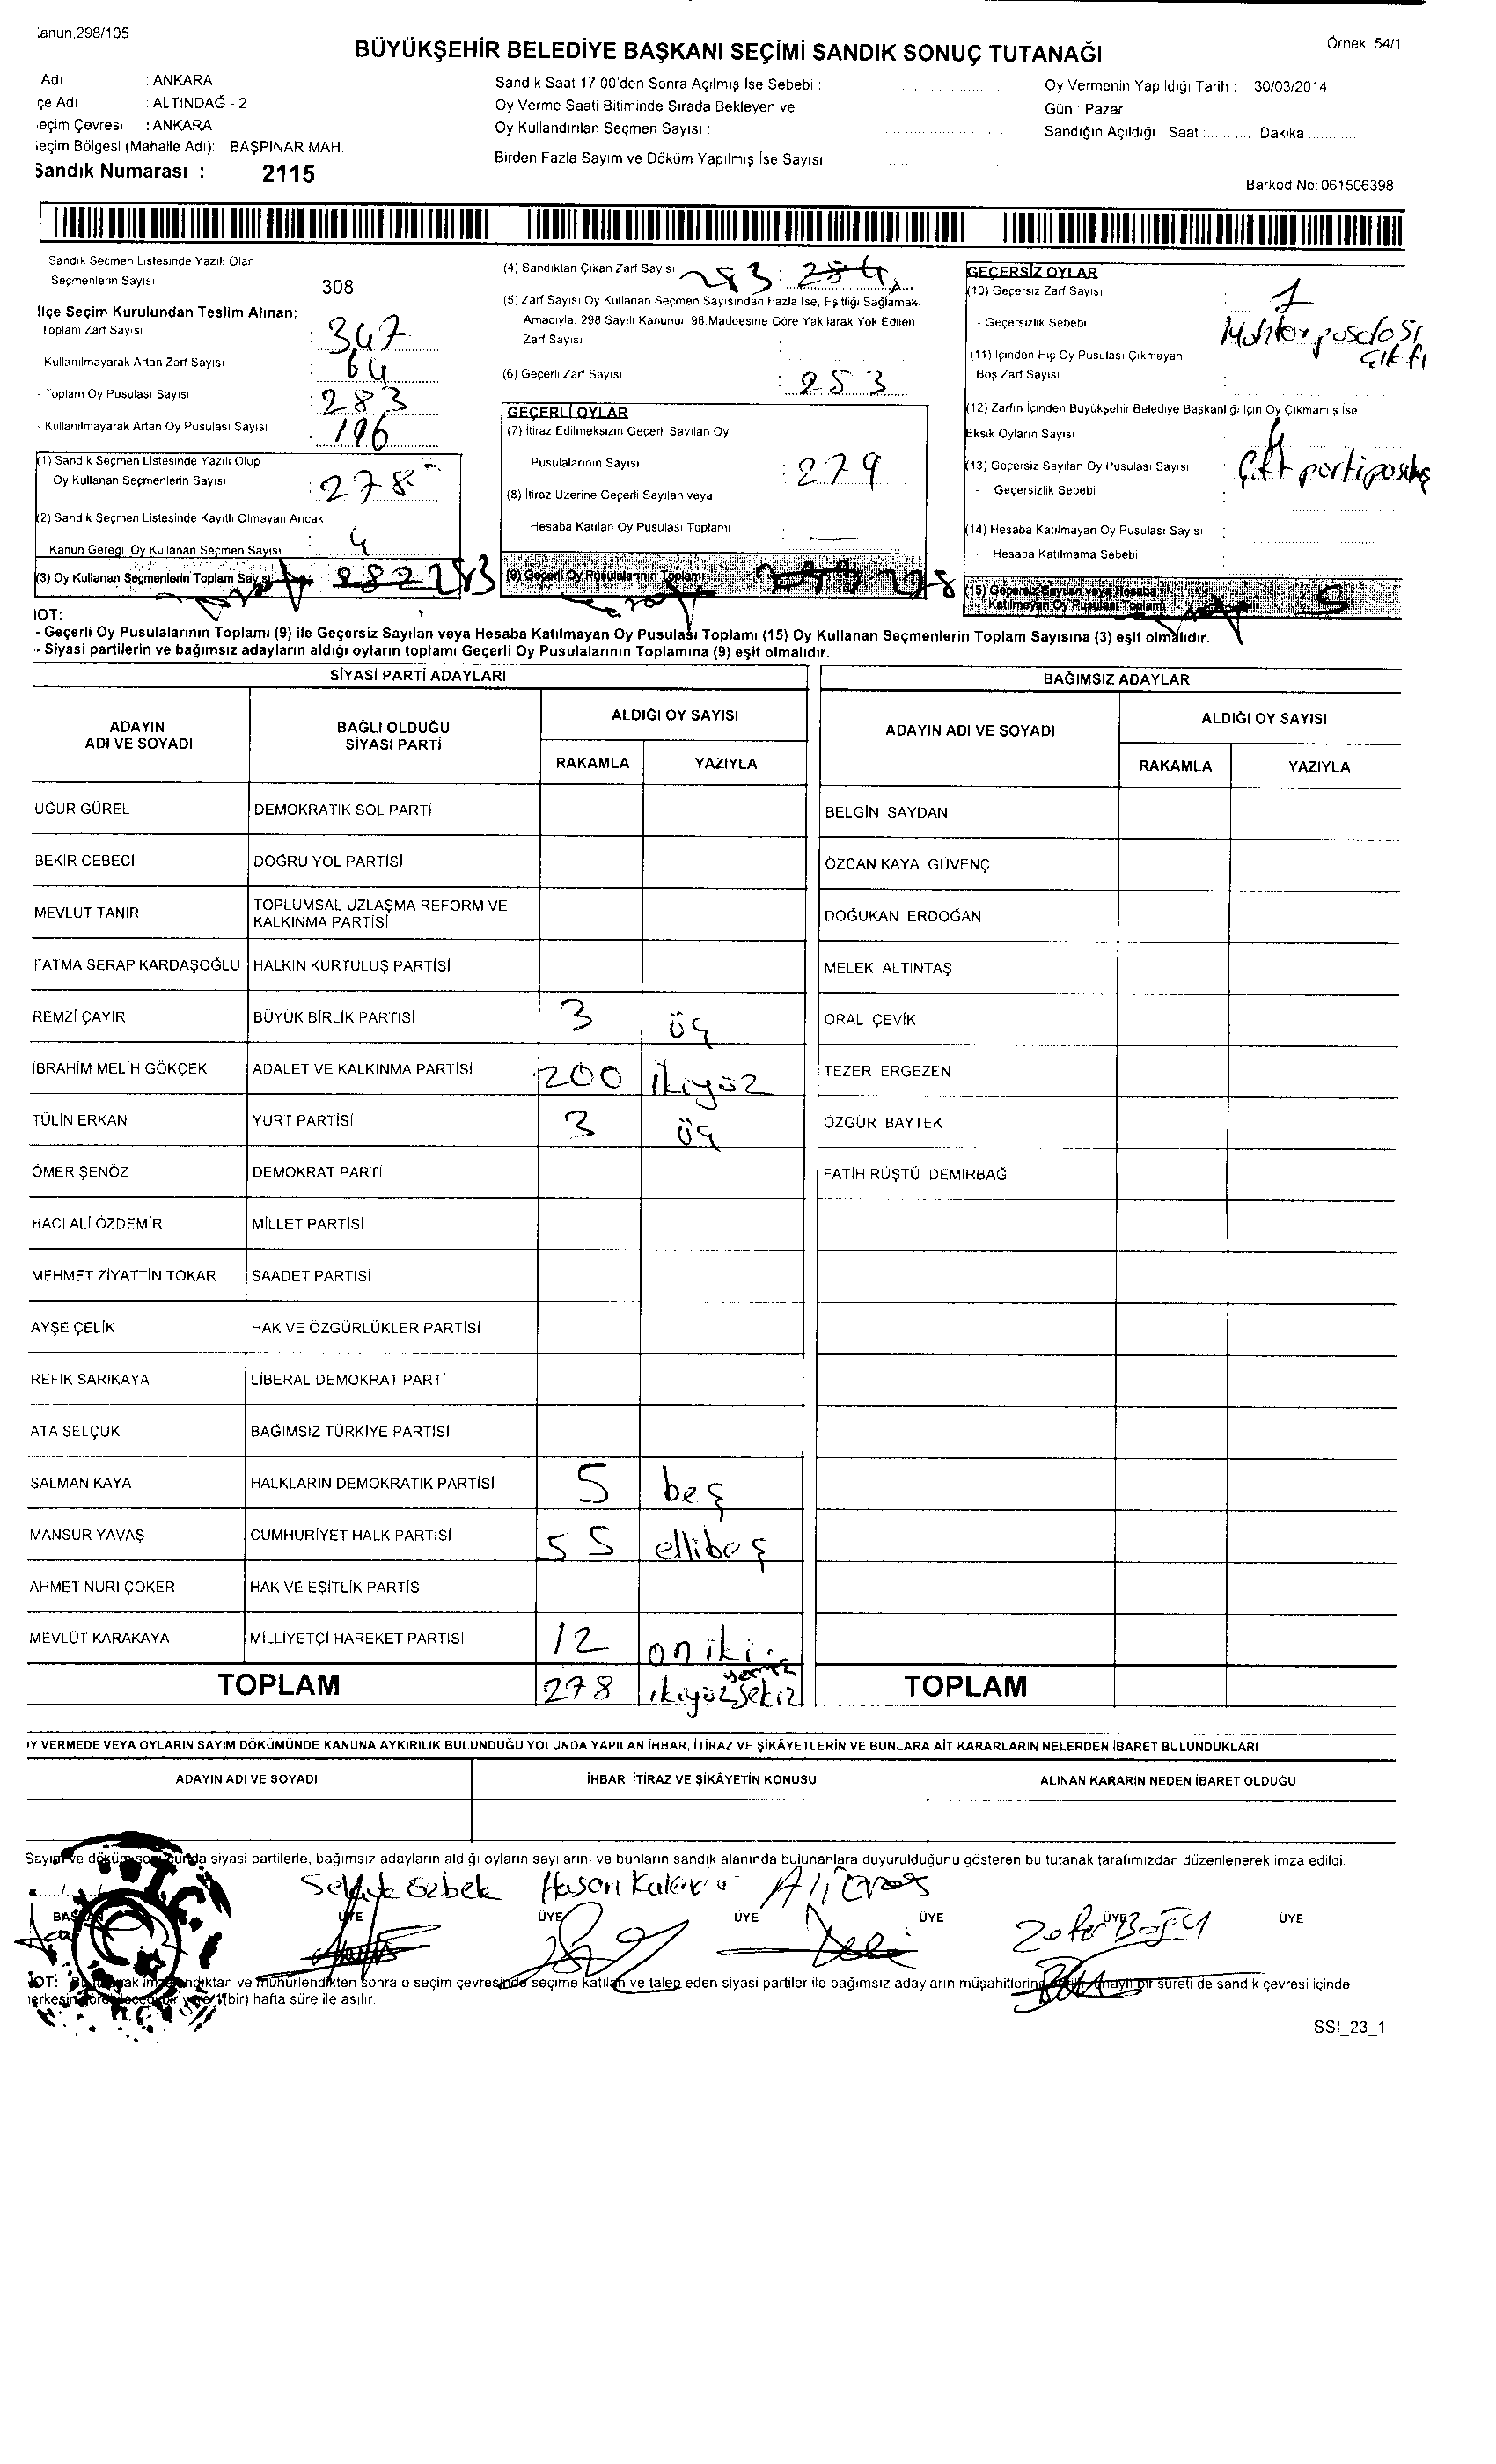 anun.298/105
BÜYÜKŞEHİR BELEDİYE BAŞKANI SEÇİMİ SANDIK SONUÇ TUTANAĞI
Örnek: 54/1
Adı : ANKARA
çe Adı : ALTINDAĞ - 2
eçim Çevresi : ANKARA
eçim Bölgesi (Mahalle Adı): BAŞPINAR MAH.
Sandık Numarası : 2115
Sandık Saat 17.00'den Sonra Açılmış İse Sebebi :
Oy Verme Saati Bitiminde Sırada Bekleyen ve
Oy Kullandırılan Seçmen Sayısı :
Birden Fazla Sayım ve Döküm Yapılmış İse Sayısı:
Oy Vermenin Yapıldığı Tarih : 30/03/2014
Gün : Pazar
Sandığın Açıldığı Saat :.......... Dakika ............
Barkod No: 061506398
Sandık Seçmen Listesinde Yazılı Olan
Seçmenlerin Sayısı : 308
İlçe Seçim Kurulundan Teslim Alınan;
-Toplam Zarf Sayısı : 347
- Kullanılmayarak Artan Zarf Sayısı : 64
- Toplam Oy Pusulası Sayısı : 283
- Kullanılmayarak Artan Oy Pusulası Sayısı : 196
(1) Sandık Seçmen Listesinde Yazılı Olup
Oy Kullanan Seçmenlerin Sayısı : 278
(2) Sandık Seçmen Listesinde Kayıtlı Olmayan Ancak
Kanun Gereği Oy Kullanan Seçmen Sayısı : 4
(3) Oy Kullanan Seçmenlerin Toplam Sayısı 282 283
(4) Sandıktan Çıkan Zarf Sayısı 283 : 284
(5) Zarf Sayısı Oy Kullanan Seçmen Sayısından Fazla İse, Eşitliği Sağlamak
Amacıyla. 298 Sayılı Kanunun 98.Maddesine Göre Yakılarak Yok Edilen
Zarf Sayısı :
(6) Geçerli Zarf Sayısı : 253
GEÇERLİ OYLAR
(7) İtiraz Edilmeksizin Geçerli Sayılan Oy
Pusulalarının Sayısı : 279
(8) İtiraz Üzerine Geçerli Sayılan veya
Hesaba Katılan Oy Pusulası Toplamı : —
(9) Geçerli Oy Pusulalarının Toplamı 279 278
GEÇERSİZ OYLAR
(10) Geçersiz Zarf Sayısı : 1
- Geçersizlik Sebebi : Muhtar pusulası çıktı
(11) İçinden Hiç Oy Pusulası Çıkmayan
Boş Zarf Sayısı :
(12) Zarfın İçinden Büyükşehir Belediye Başkanlığı İçin Oy Çıkmamış İse
Eksik Oyların Sayısı :
(13) Geçersiz Sayılan Oy Pusulası Sayısı : 4
- Geçersizlik Sebebi : Çift parti
(14) Hesaba Katılmayan Oy Pusulası Sayısı :
- Hesaba Katılmama Sebebi :
(15) Geçersiz Sayılan veya Hesaba
Katılmayan Oy Pusulası Toplamı 5
NOT:
- Geçerli Oy Pusulalarının Toplamı (9) ile Geçersiz Sayılan veya Hesaba Katılmayan Oy Pusulası Toplamı (15) Oy Kullanan Seçmenlerin Toplam Sayısına (3) eşit olmalıdır.
- Siyasi partilerin ve bağımsız adayların aldığı oyların toplamı Geçerli Oy Pusulalarının Toplamına (9) eşit olmalıdır.
SİYASİ PARTİ ADAYLARI
ADAYIN ADI VE SOYADI
BAĞLI OLDUĞU SİYASİ PARTİ
ALDIĞI OY SAYISI
RAKAMLA YAZIYLA
UĞUR GÜREL DEMOKRATİK SOL PARTİ
BEKİR CEBECİ DOĞRU YOL PARTİSİ
MEVLÜT TANIR TOPLUMSAL UZLAŞMA REFORM VE
KALKINMA PARTİSİ
FATMA SERAP KARDAŞOĞLU HALKIN KURTULUŞ PARTİSİ
REMZİ ÇAYIR BÜYÜK BİRLİK PARTİSİ 3 üç
İBRAHİM MELİH GÖKÇEK ADALET VE KALKINMA PARTİSİ 200 ikiyüz
TÜLİN ERKAN YURT PARTİSİ 3 üç
ÖMER ŞENÖZ DEMOKRAT PARTİ
HACI ALİ ÖZDEMİR MİLLET PARTİSİ
MEHMET ZİYATTİN TOKAR SAADET PARTİSİ
AYŞE ÇELİK HAK VE ÖZGÜRLÜKLER PARTİSİ
REFİK SARIKAYA LİBERAL DEMOKRAT PARTİ
ATA SELÇUK BAĞIMSIZ TÜRKİYE PARTİSİ
SALMAN KAYA HALKLARIN DEMOKRATİK PARTİSİ 5 beş
MANSUR YAVAŞ CUMHURİYET HALK PARTİSİ 55 ellibeş
AHMET NURİ ÇOKER HAK VE EŞİTLİK PARTİSİ
MEVLÜT KARAKAYA MİLLİYETÇİ HAREKET PARTİSİ 12 oniki
TOPLAM 278 ikiyüz yetmiş sekiz
BAĞIMSIZ ADAYLAR
ADAYIN ADI VE SOYADI
ALDIĞI OY SAYISI
RAKAMLA YAZIYLA
BELGİN SAYDAN
ÖZCAN KAYA GÜVENÇ
DOĞUKAN ERDOĞAN
MELEK ALTINTAŞ
ORAL ÇEVİK
TEZER ERGEZEN
ÖZGÜR BAYTEK
FATİH RÜŞTÜ DEMİRBAĞ
TOPLAM
Y VERMEDE VEYA OYLARIN SAYIM DÖKÜMÜNDE KANUNA AYKIRILIK BULUNDUĞU YOLUNDA YAPILAN İHBAR, İTİRAZ VE ŞİKÂYETLERİN VE BUNLARA AİT KARARLARIN NELERDEN İBARET BULUNDUKLARI
ADAYIN ADI VE SOYADI
İHBAR, İTİRAZ VE ŞİKÂYETİN KONUSU
ALINAN KARARIN NEDEN İBARET OLDUĞU
Sayım ve döküm sonucunda siyasi partilerle, bağımsız adayların aldığı oyların sayılarını ve bunların sandık alanında bulunanlara duyurulduğunu gösteren bu tutanak tarafımızdan düzenlenerek imza edildi.
Selçuk Özbek Hasan
BAŞKAN ÜYE ÜYE ÜYE ÜYE ÜYE ÜYE
NOT: Bu tutanak imzalandıktan ve mühürlendikten sonra o seçim çevresinde seçime katılan ve talep eden siyasi partiler ile bağımsız adayların müşahitlerine onaylı bir sureti de sandık çevresi içinde
herkesin görebileceği bir yere 1(bir) hafta süre ile asılır.
SSI_23_1